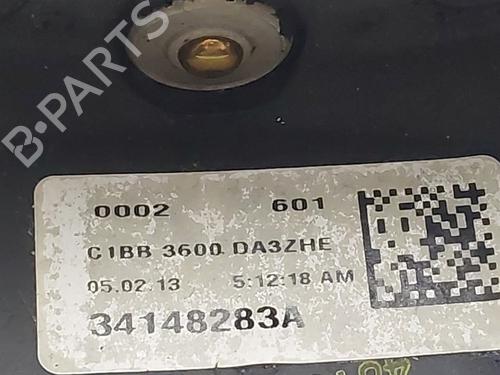 B-PARTS
0002 601
C1BB 3600 DA3ZHE
05.02.13 5:12:18 AM
34148283A